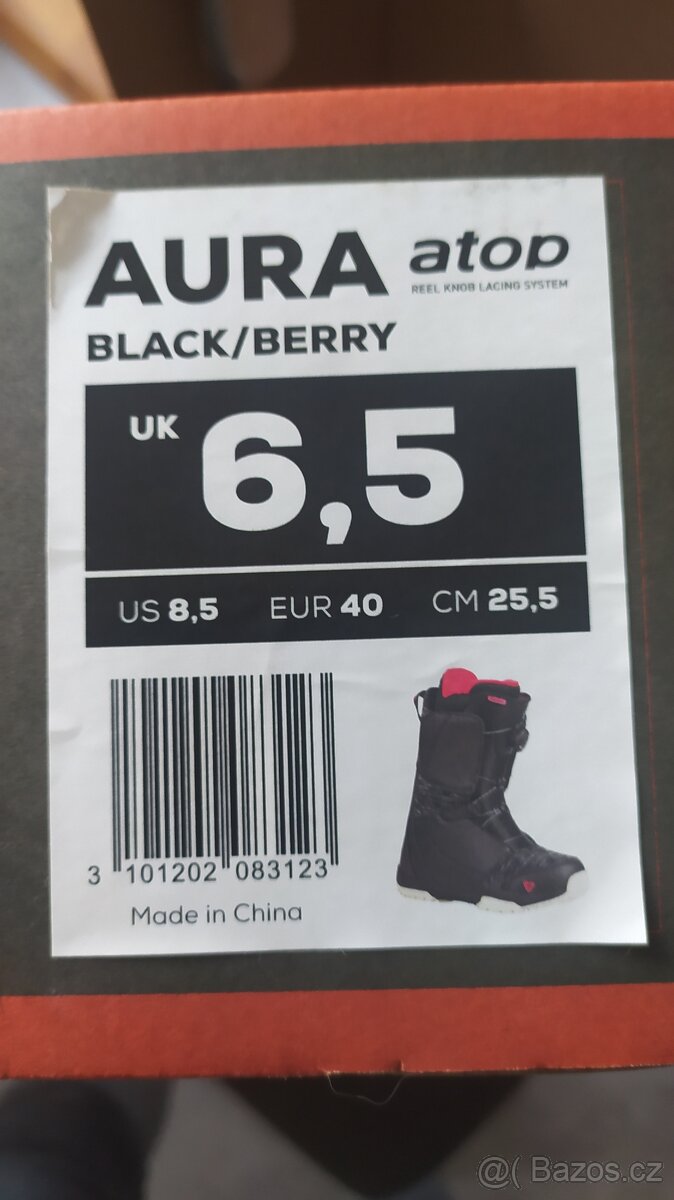 AURA atop
REEL KNOB LACING SYSTEM
BLACK/BERRY
UK 6,5
US 8,5 EUR 40 CM 25,5
3 101202 083123
Made in China
@( Bazos.cz